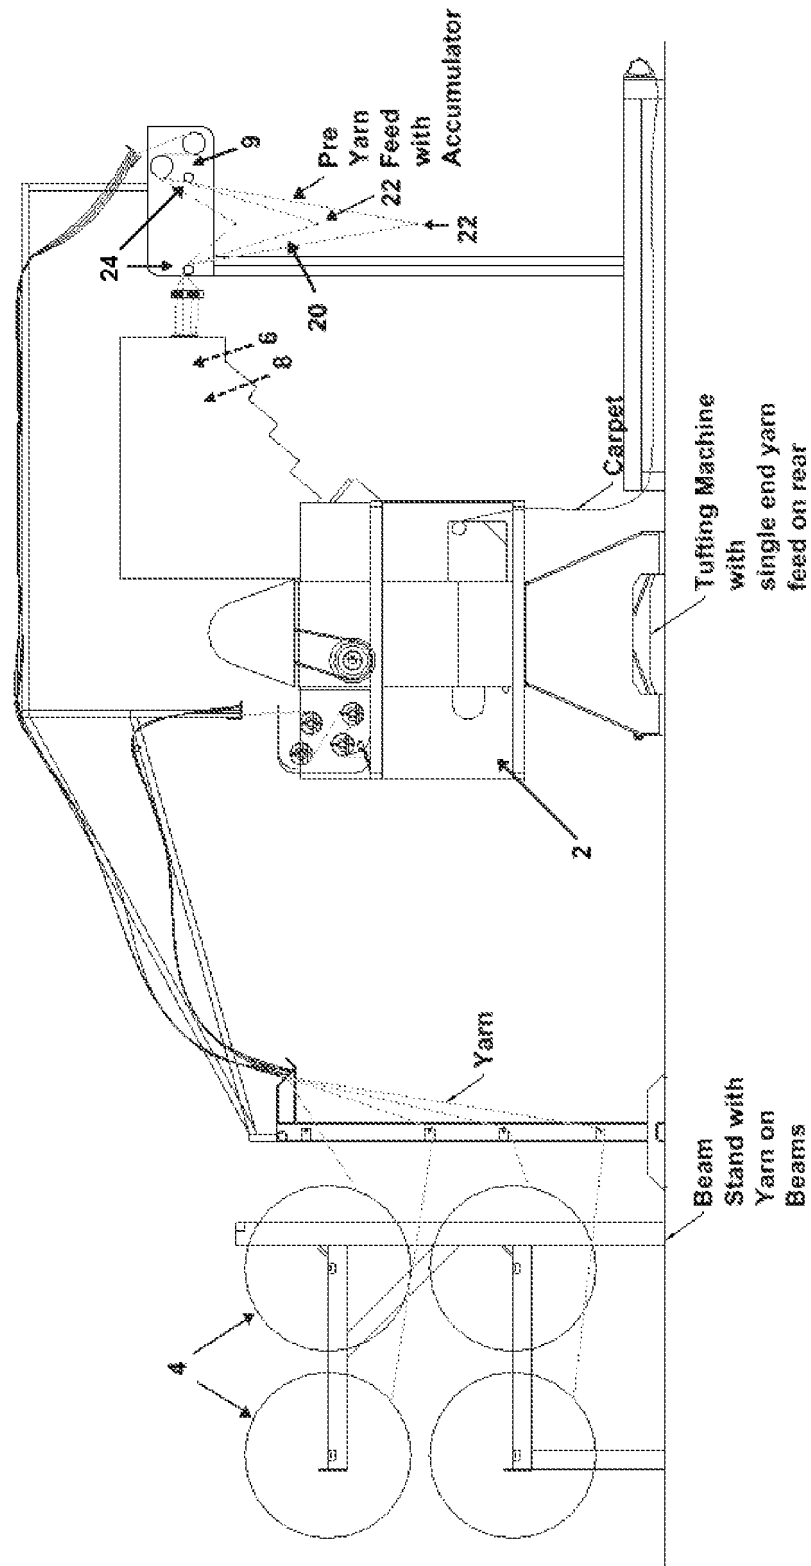 4
Beam
Stand with
Yarn on
Beams
Yarn
2
Tufting Machine
with
single end yarn
feed on rear
Carpet
6
8
24
9
20
22
22
Pre
Yarn
Feed
with
Accumulator